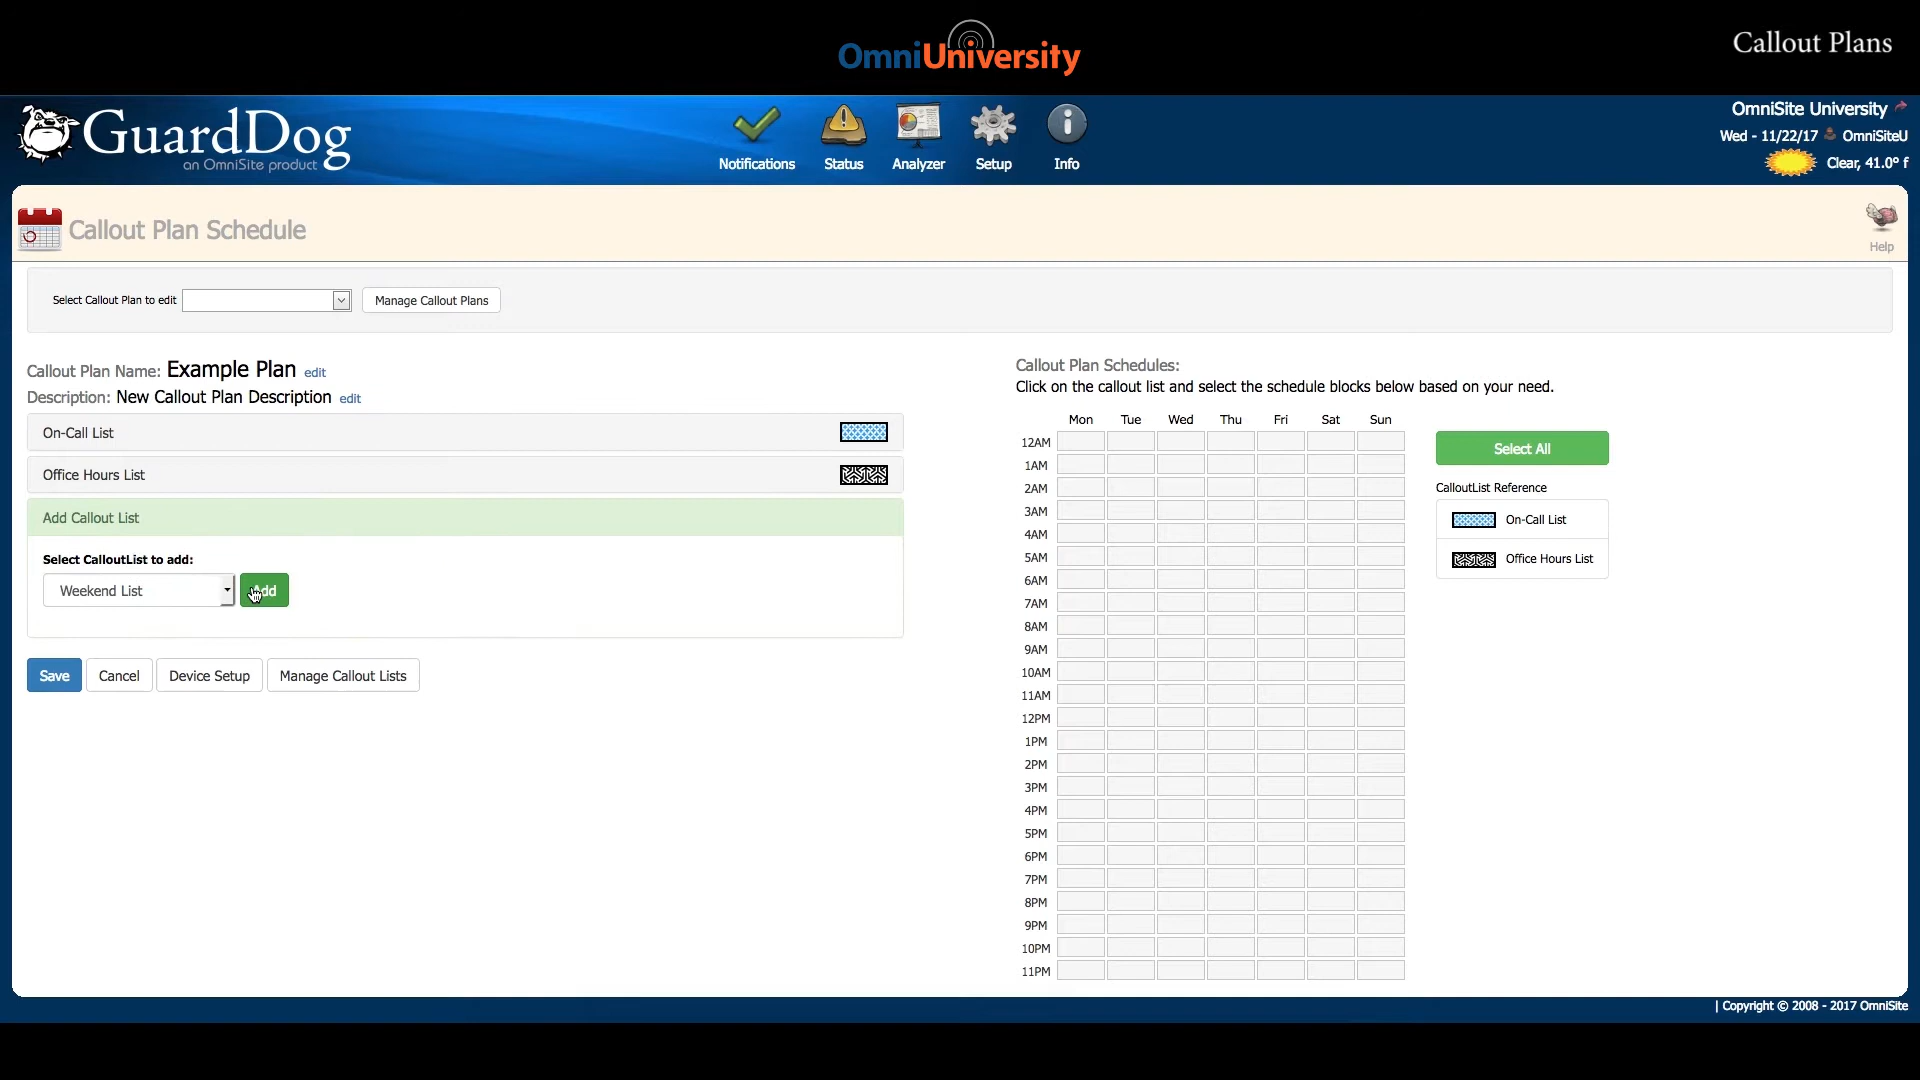 OmniUniversity
Callout Plans
GuardDog
an OmniSite product
Notifications
Status
Analyzer
Setup
Info
OmniSite University
Wed - 11/22/17 OmniSiteU
Clear, 41.0° f
Callout Plan Schedule
Help
Select Callout Plan to edit
Manage Callout Plans
Callout Plan Name: Example Plan edit
Description: New Callout Plan Description edit
On-Call List
Office Hours List
Add Callout List
Select CalloutList to add:
Weekend List
Add
Save
Cancel
Device Setup
Manage Callout Lists
Callout Plan Schedules:
Click on the callout list and select the schedule blocks below based on your need.
Mon Tue Wed Thu Fri Sat Sun
12AM
1AM
2AM
3AM
4AM
5AM
6AM
7AM
8AM
9AM
10AM
11AM
12PM
1PM
2PM
3PM
4PM
5PM
6PM
7PM
8PM
9PM
10PM
11PM
Select All
CalloutList Reference
On-Call List
Office Hours List
| Copyright © 2008 - 2017 OmniSite